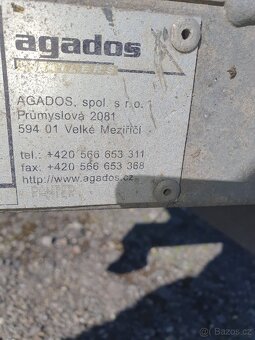 agados
AGADOS, spol. s r.o.
Průmyslová 2081
594 01 Velké Meziříčí
tel.: +420 566 653 311
fax: +420 566 653 368
http://www.agados.cz
Bazos.cz